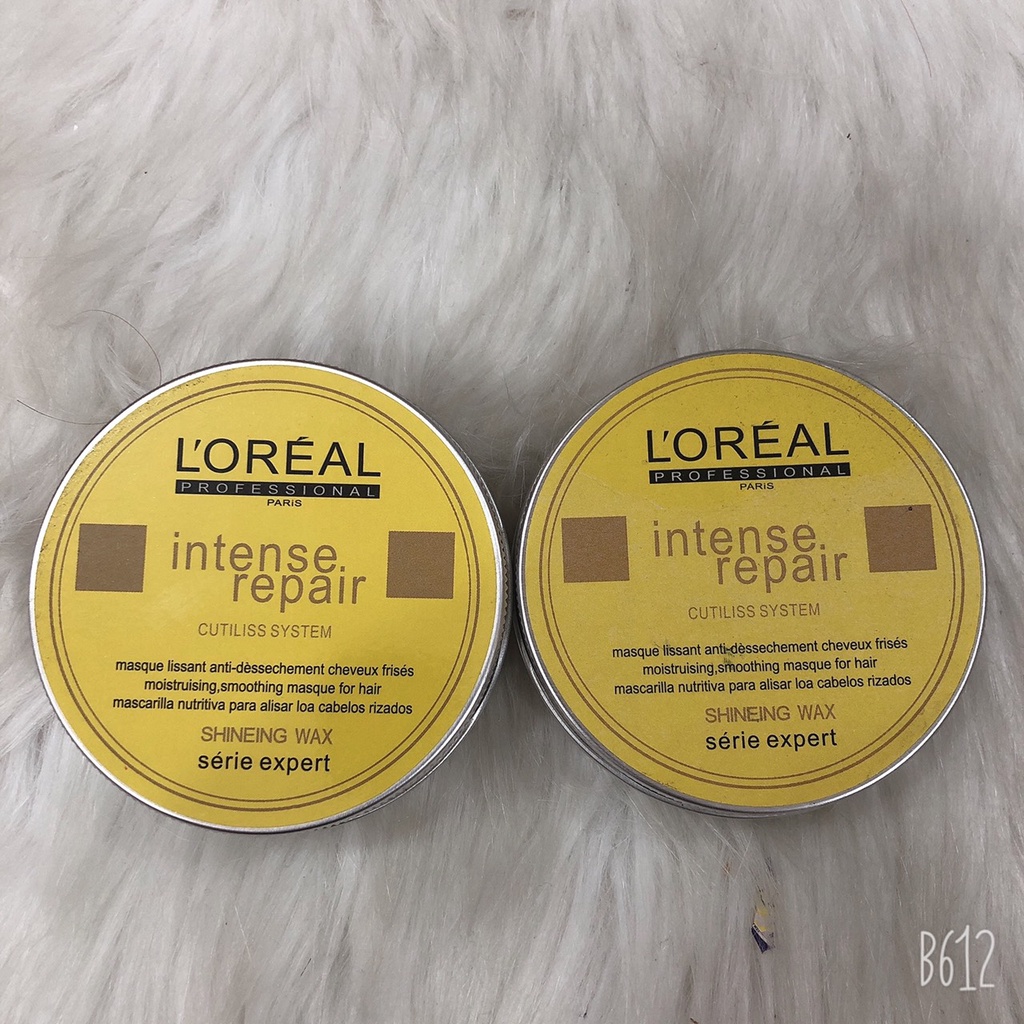 L'ORÉAL
PROFESSIONAL
PARiS
intense
repair
CUTILISS SYSTEM
masque lissant anti-dèssechement cheveux frisés
moistruising,smoothing masque for hair
mascarilla nutritiva para alisar loa cabelos rizados
SHINEING WAX
série expert
L'ORÉAL
PROFESSIONAL
PARiS
intense
repair
CUTILISS SYSTEM
masque lissant anti-dèssechement cheveux frisés
moistruising,smoothing masque for hair
mascarilla nutritiva para alisar loa cabelos rizados
SHINEING WAX
série expert
B612